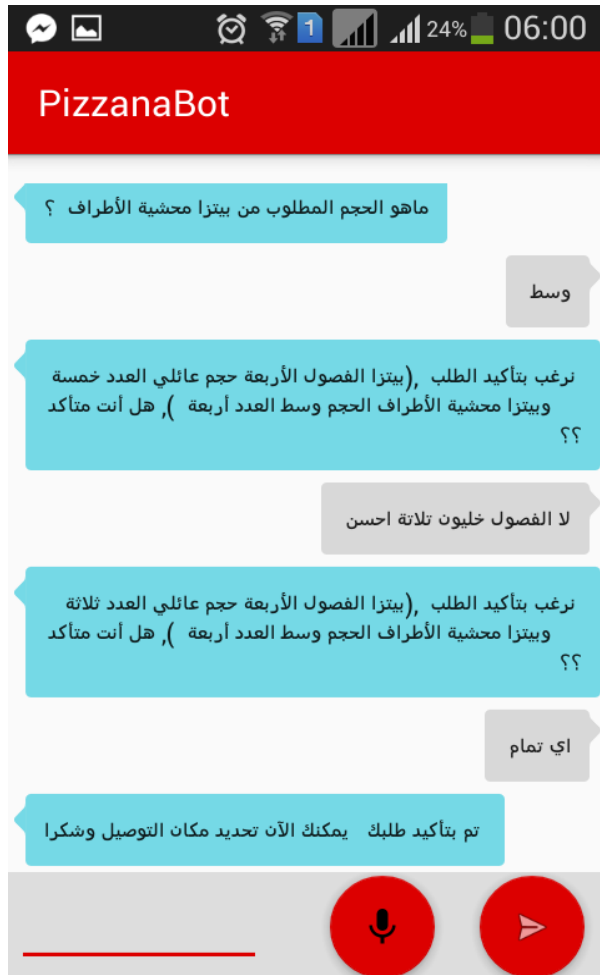 1 24% 06:00
PizzanaBot
ماهو الحجم المطلوب من بيتزا محشية الأطراف ؟
وسط
نرغب بتأكيد الطلب ,(بيتزا الفصول الأربعة حجم عائلي العدد خمسة
وبيتزا محشية الأطراف الحجم وسط العدد أربعة ), هل أنت متأكد
؟؟
لا الفصول خليون تلاتة احسن
نرغب بتأكيد الطلب ,(بيتزا الفصول الأربعة حجم عائلي العدد ثلاثة
وبيتزا محشية الأطراف الحجم وسط العدد أربعة ), هل أنت متأكد
؟؟
اي تمام
تم بتأكيد طلبك يمكنك الآن تحديد مكان التوصيل وشكرا